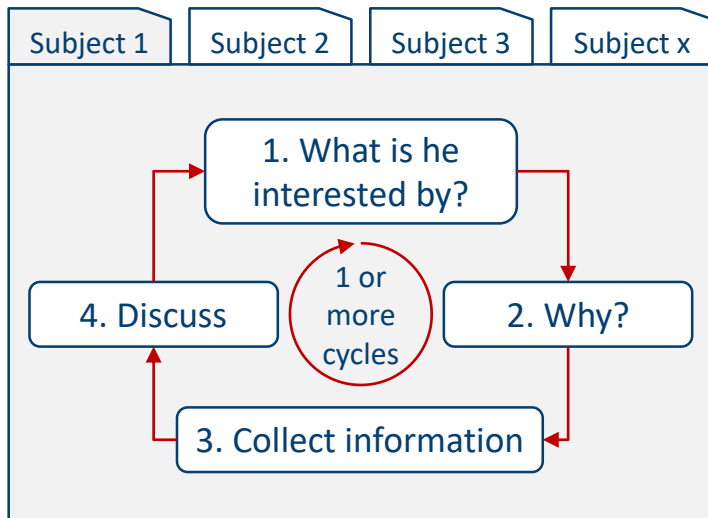 Subject 1
Subject 2
Subject 3
Subject x
1. What is he
interested by?
1 or
more
cycles
4. Discuss
2. Why?
3. Collect information